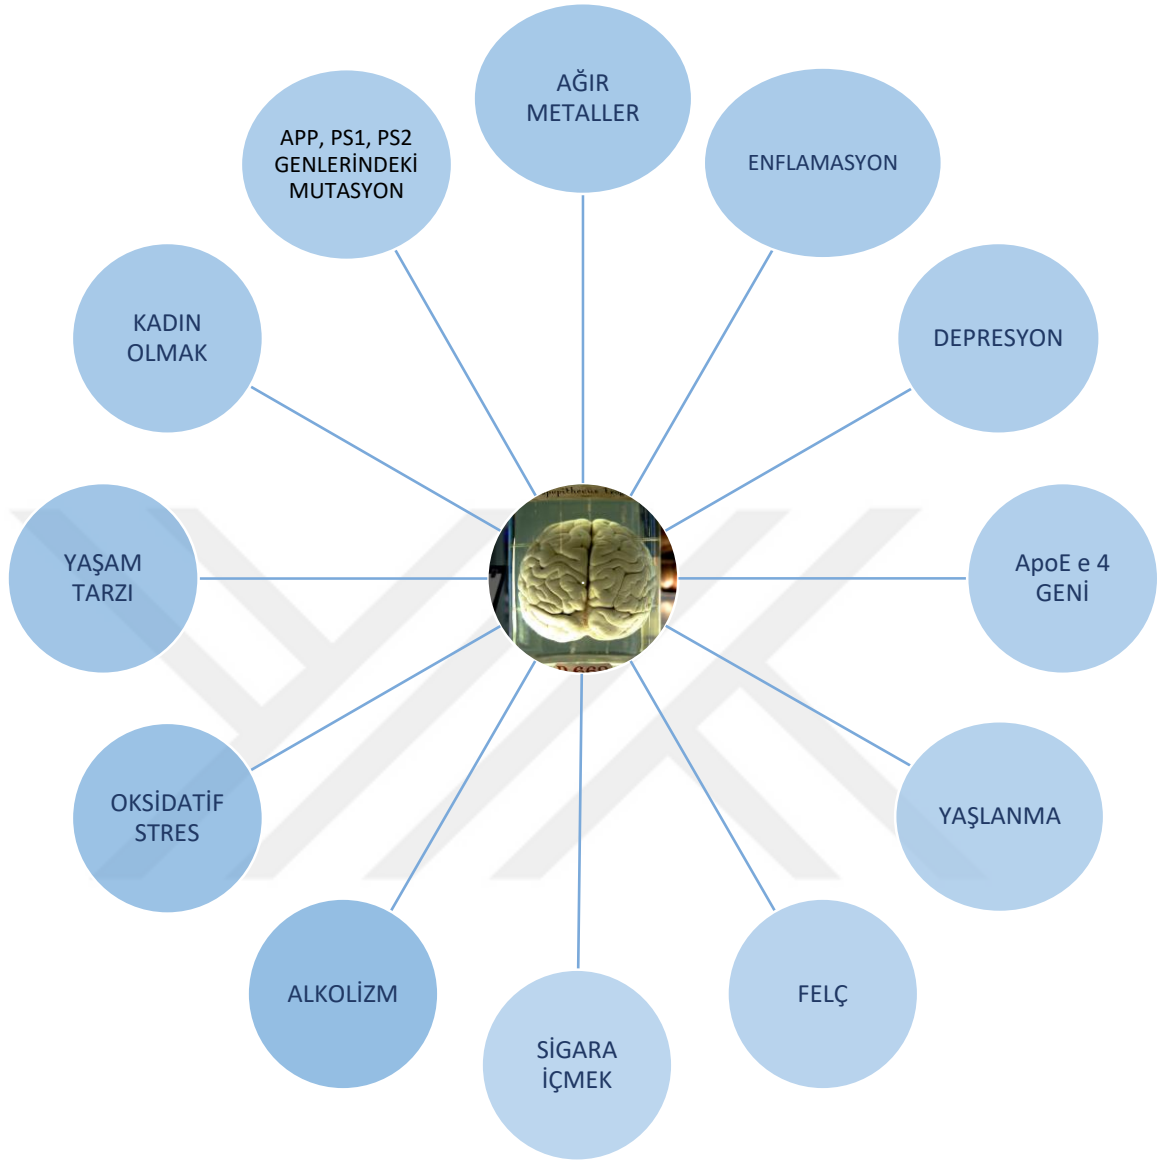 AĞIR
METALLER
ENFLAMASYON
DEPRESYON
ApoE e 4
GENİ
YAŞLANMA
FELÇ
SİGARA
İÇMEK
ALKOLİZM
OKSİDATİF
STRES
YAŞAM
TARZI
KADIN
OLMAK
APP, PS1, PS2
GENLERİNDEKİ
MUTASYON